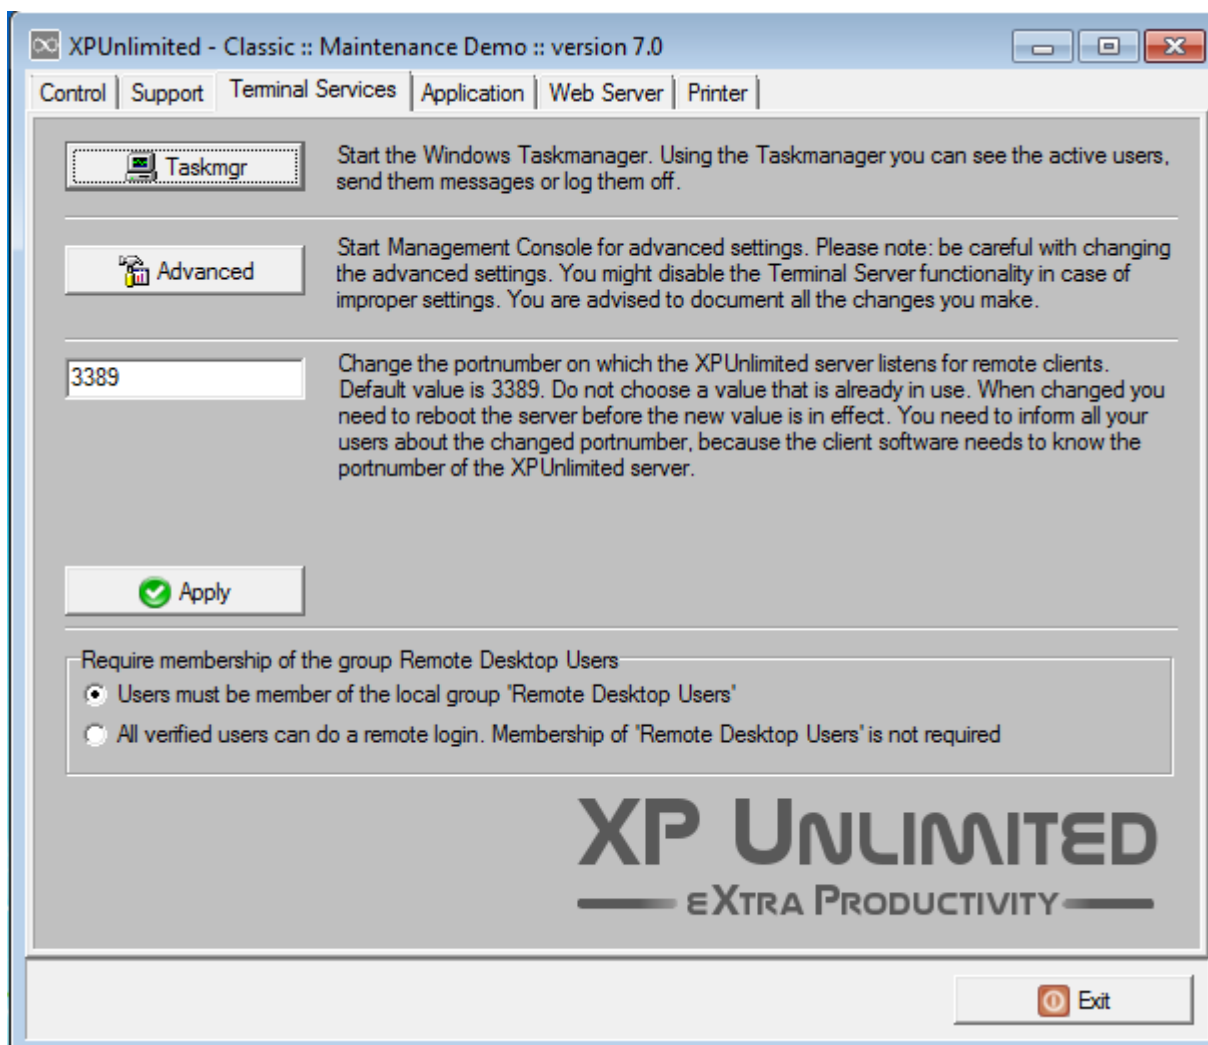 XPUnlimited - Classic :: Maintenance Demo :: version 7.0
Control Support Terminal Services Application Web Server Printer
Taskmgr
Start the Windows Taskmanager. Using the Taskmanager you can see the active users,
send them messages or log them off.
Advanced
Start Management Console for advanced settings. Please note: be careful with changing
the advanced settings. You might disable the Terminal Server functionality in case of
improper settings. You are advised to document all the changes you make.
3389
Change the portnumber on which the XPUnlimited server listens for remote clients.
Default value is 3389. Do not choose a value that is already in use. When changed you
need to reboot the server before the new value is in effect. You need to inform all your
users about the changed portnumber, because the client software needs to know the
portnumber of the XPUnlimited server.
Apply
Require membership of the group Remote Desktop Users
Users must be member of the local group 'Remote Desktop Users'
All verified users can do a remote login. Membership of 'Remote Desktop Users' is not required
XP UNLIMITED
eXTRA PRODUCTIVITY
Exit